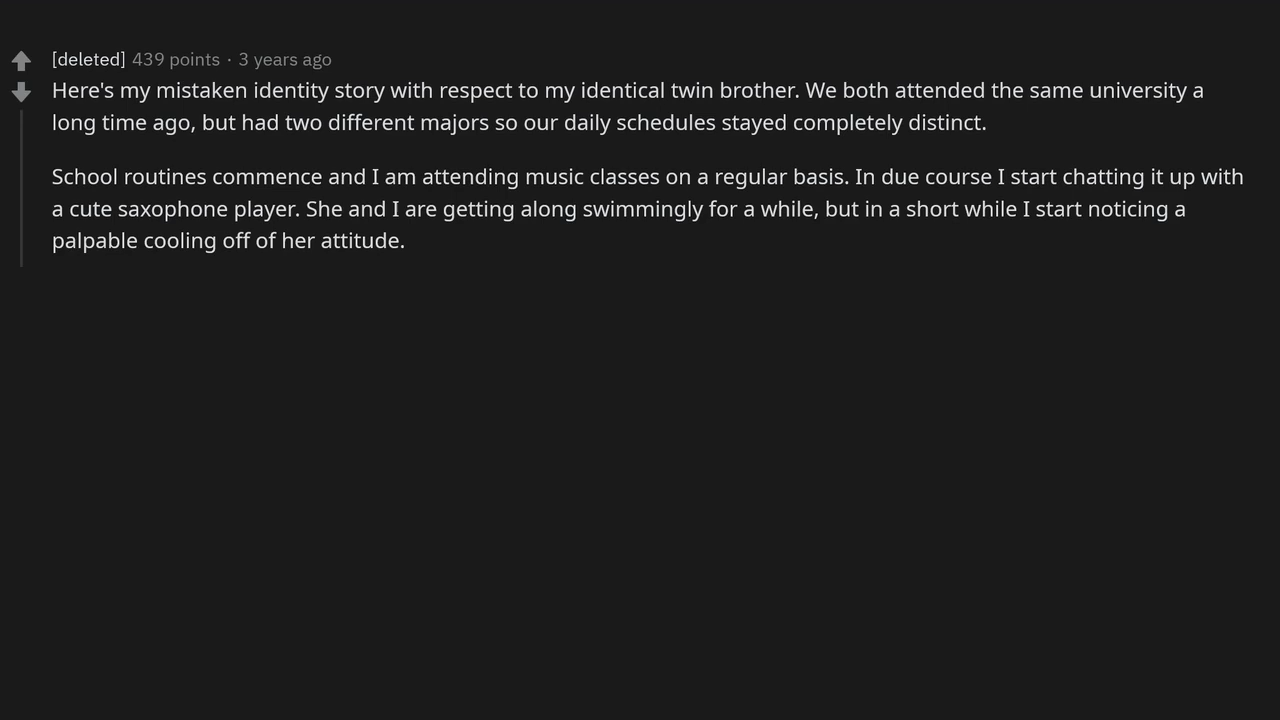 [deleted] 439 points · 3 years ago
Here's my mistaken identity story with respect to my identical twin brother. We both attended the same university a
long time ago, but had two different majors so our daily schedules stayed completely distinct.
School routines commence and I am attending music classes on a regular basis. In due course I start chatting it up with
a cute saxophone player. She and I are getting along swimmingly for a while, but in a short while I start noticing a
palpable cooling off of her attitude.